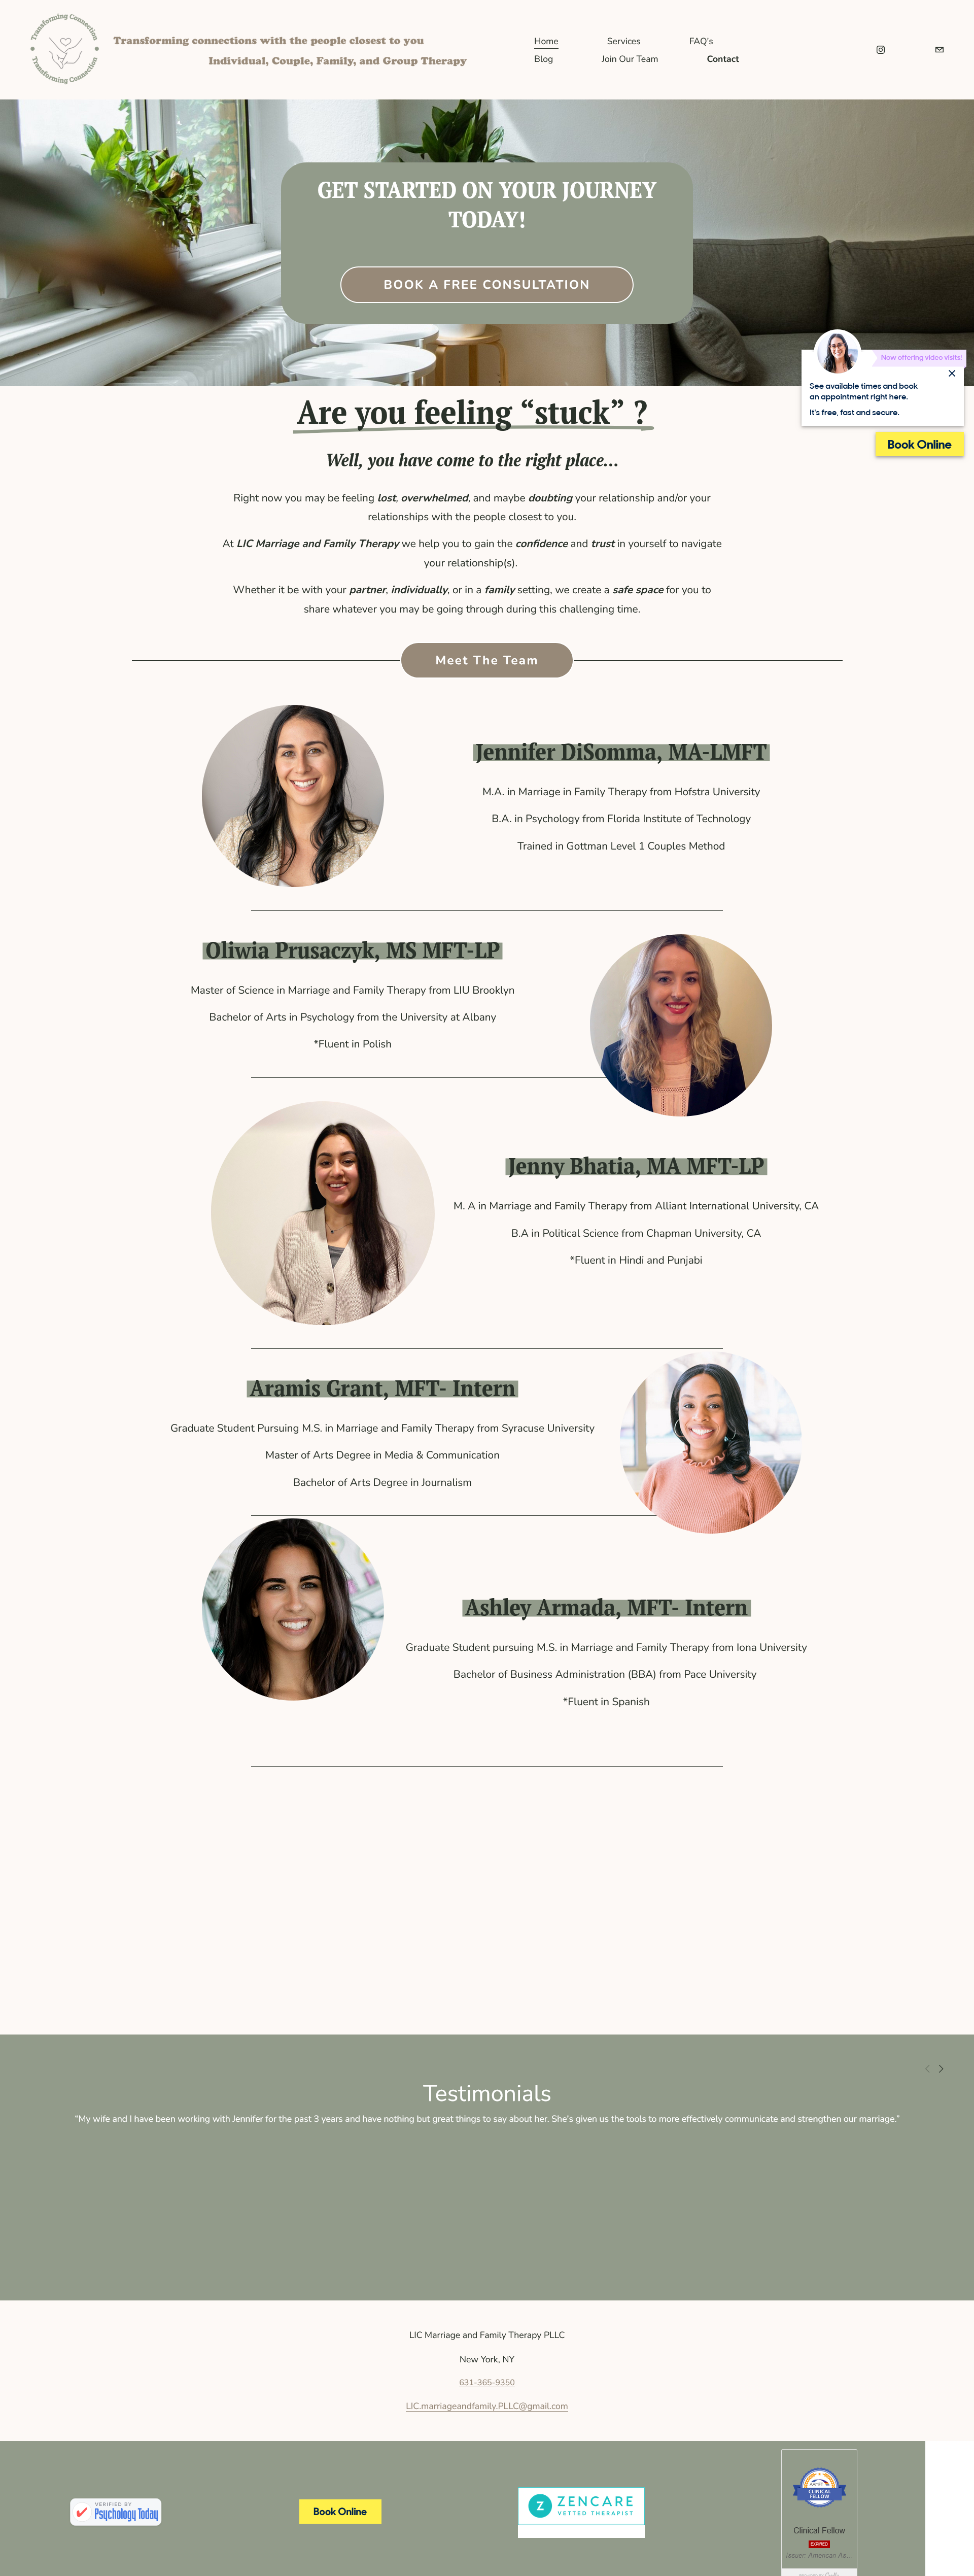 Transforming Connection
Transforming Connection
Transforming connections with the people closest to you
Individual, Couple, Family, and Group Therapy
Home
Services
FAQ's
Blog
Join Our Team
Contact
GET STARTED ON YOUR JOURNEY
TODAY!
BOOK A FREE CONSULTATION
Now offering video visits!
See available times and book
an appointment right here.
It's free, fast and secure.
Book Online
Are you feeling “stuck” ?
Well, you have come to the right place...
Right now you may be feeling lost, overwhelmed, and maybe doubting your relationship and/or your
relationships with the people closest to you.
At LIC Marriage and Family Therapy we help you to gain the confidence and trust in yourself to navigate
your relationship(s).
Whether it be with your partner, individually, or in a family setting, we create a safe space for you to
share whatever you may be going through during this challenging time.
Meet The Team
Jennifer DiSomma, MA-LMFT
M.A. in Marriage in Family Therapy from Hofstra University
B.A. in Psychology from Florida Institute of Technology
Trained in Gottman Level 1 Couples Method
Oliwia Prusaczyk, MS MFT-LP
Master of Science in Marriage and Family Therapy from LIU Brooklyn
Bachelor of Arts in Psychology from the University at Albany
*Fluent in Polish
Jenny Bhatia, MA MFT-LP
M. A in Marriage and Family Therapy from Alliant International University, CA
B.A in Political Science from Chapman University, CA
*Fluent in Hindi and Punjabi
Aramis Grant, MFT- Intern
Graduate Student Pursuing M.S. in Marriage and Family Therapy from Syracuse University
Master of Arts Degree in Media & Communication
Bachelor of Arts Degree in Journalism
Ashley Armada, MFT- Intern
Graduate Student pursuing M.S. in Marriage and Family Therapy from Iona University
Bachelor of Business Administration (BBA) from Pace University
*Fluent in Spanish
Testimonials
“My wife and I have been working with Jennifer for the past 3 years and have nothing but great things to say about her. She's given us the tools to more effectively communicate and strengthen our marriage.”
LIC Marriage and Family Therapy PLLC
New York, NY
631-365-9350
LIC.marriageandfamily.PLLC@gmail.com
VERIFIED BY
Psychology Today
Book Online
Z ZENCARE
VETTED THERAPIST
CLINICAL
FELLOW
Clinical Fellow
EXPIRED
Issuer: American As...